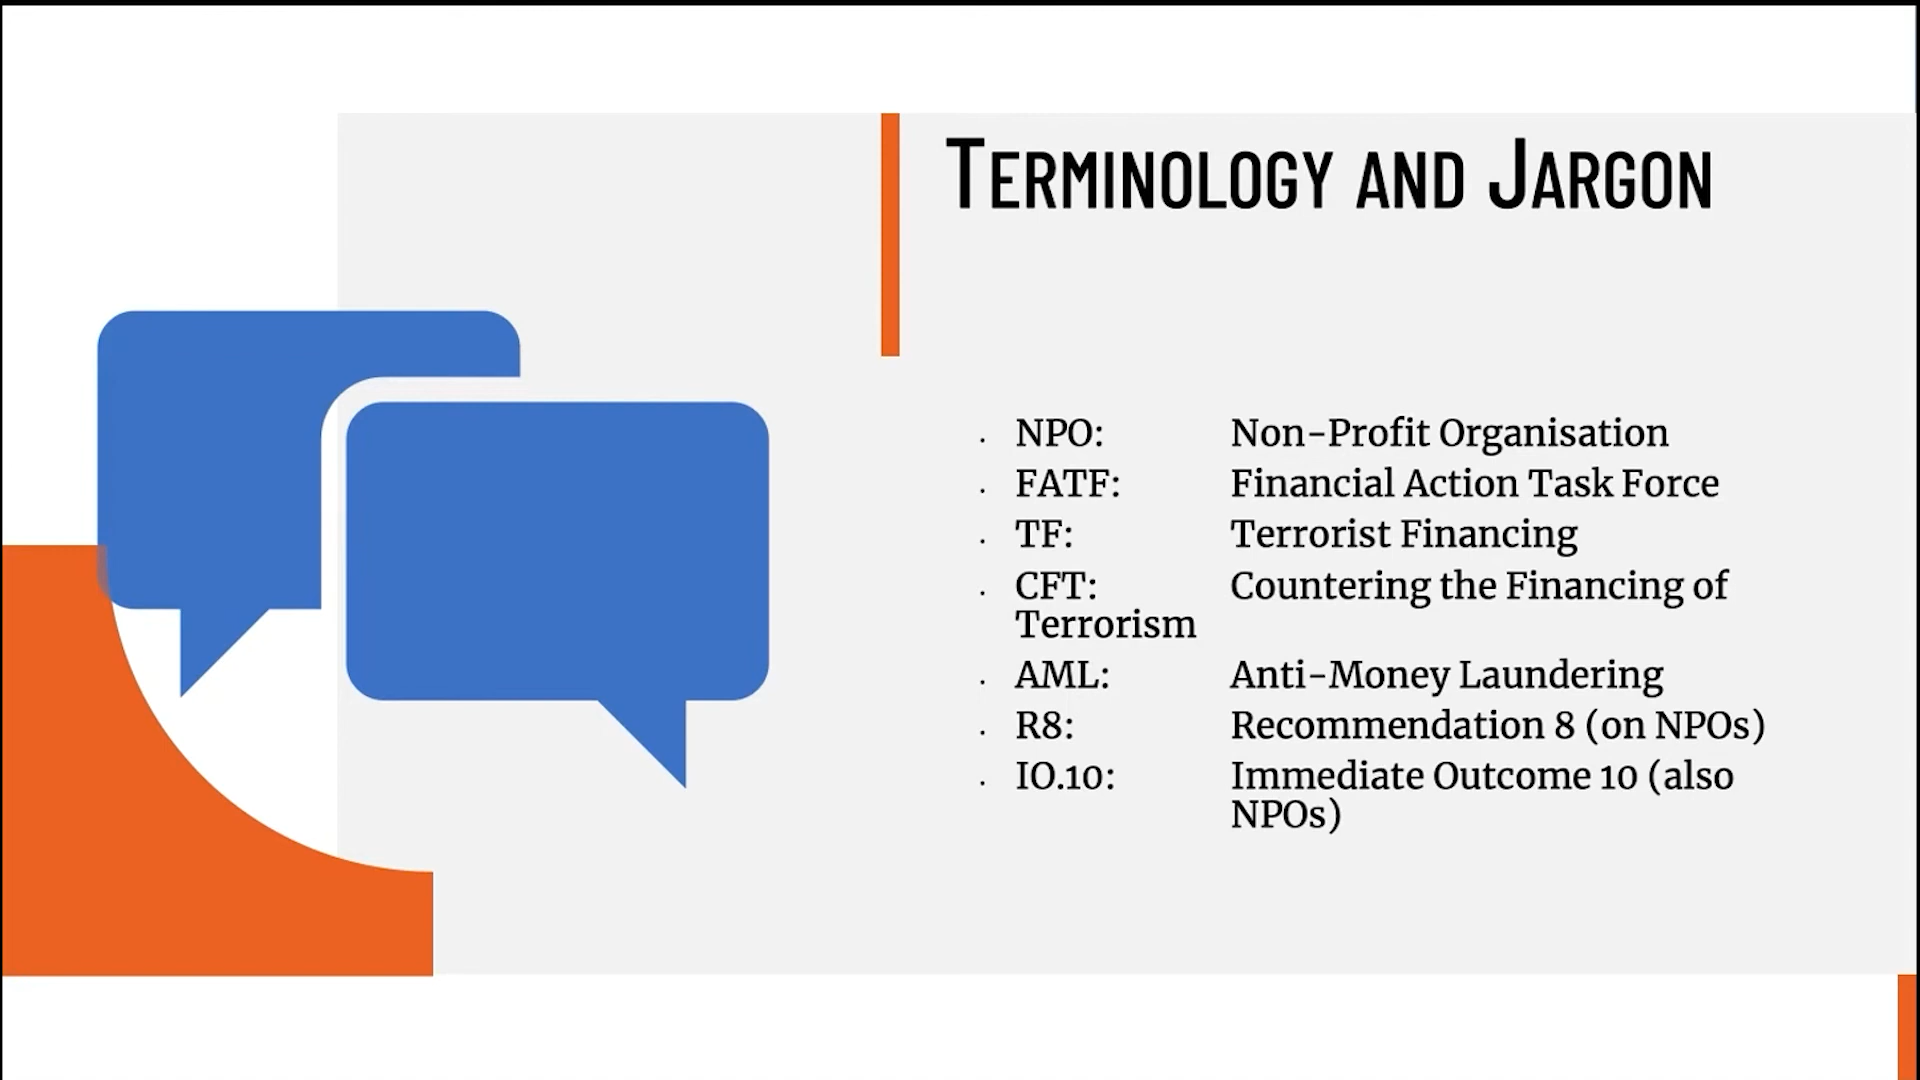 Terminology and Jargon
· NPO: Non-Profit Organisation
· FATF: Financial Action Task Force
· TF: Terrorist Financing
· CFT: Countering the Financing of
Terrorism
· AML: Anti-Money Laundering
· R8: Recommendation 8 (on NPOs)
· IO.10: Immediate Outcome 10 (also
NPOs)